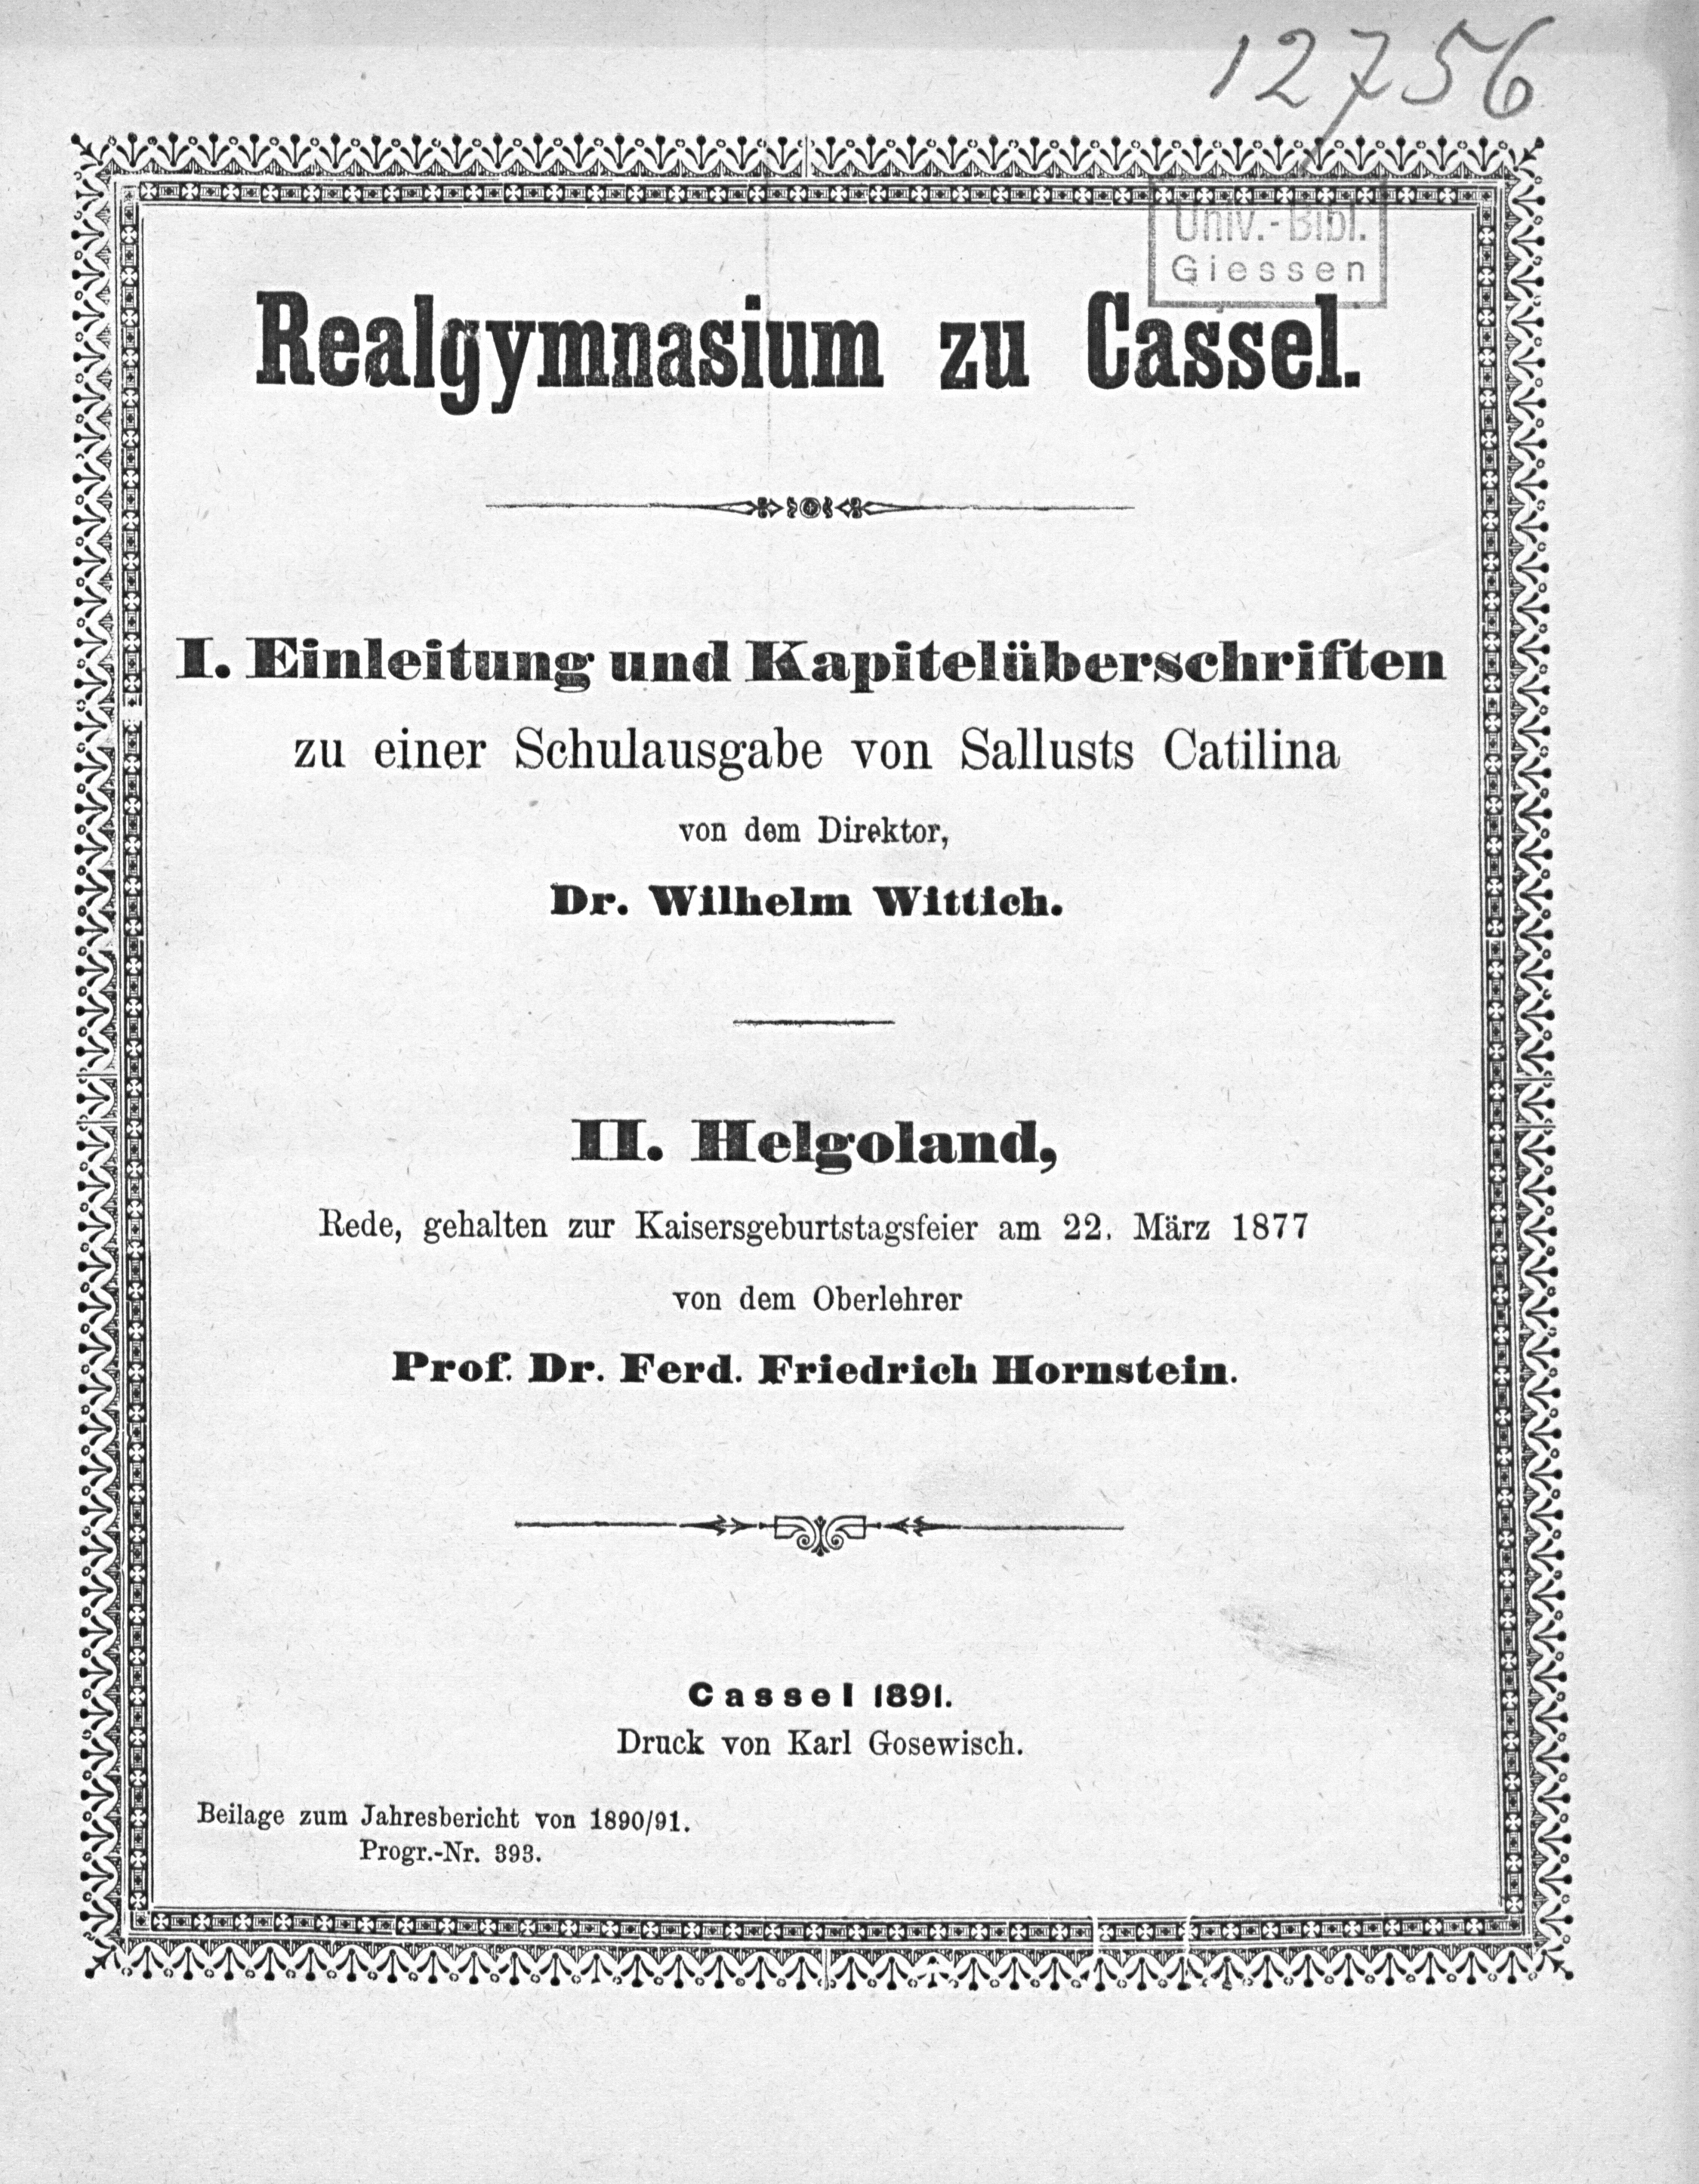 12756
Univ.-Bibl.
Giessen
Realgymnasium zu Cassel.
I. Einleitung und Kapitelüberschriften
zu einer Schulausgabe von Sallusts Catilina
von dem Direktor,
Dr. Wilhelm Wittich.
II. Helgoland,
Rede, gehalten zur Kaisersgeburtstagsfeier am 22. März 1877
von dem Oberlehrer
Prof. Dr. Ferd. Friedrich Hornstein.
Cassel 1891.
Druck von Karl Gosewisch.
Beilage zum Jahresbericht von 1890/91.
Progr.-Nr. 393.